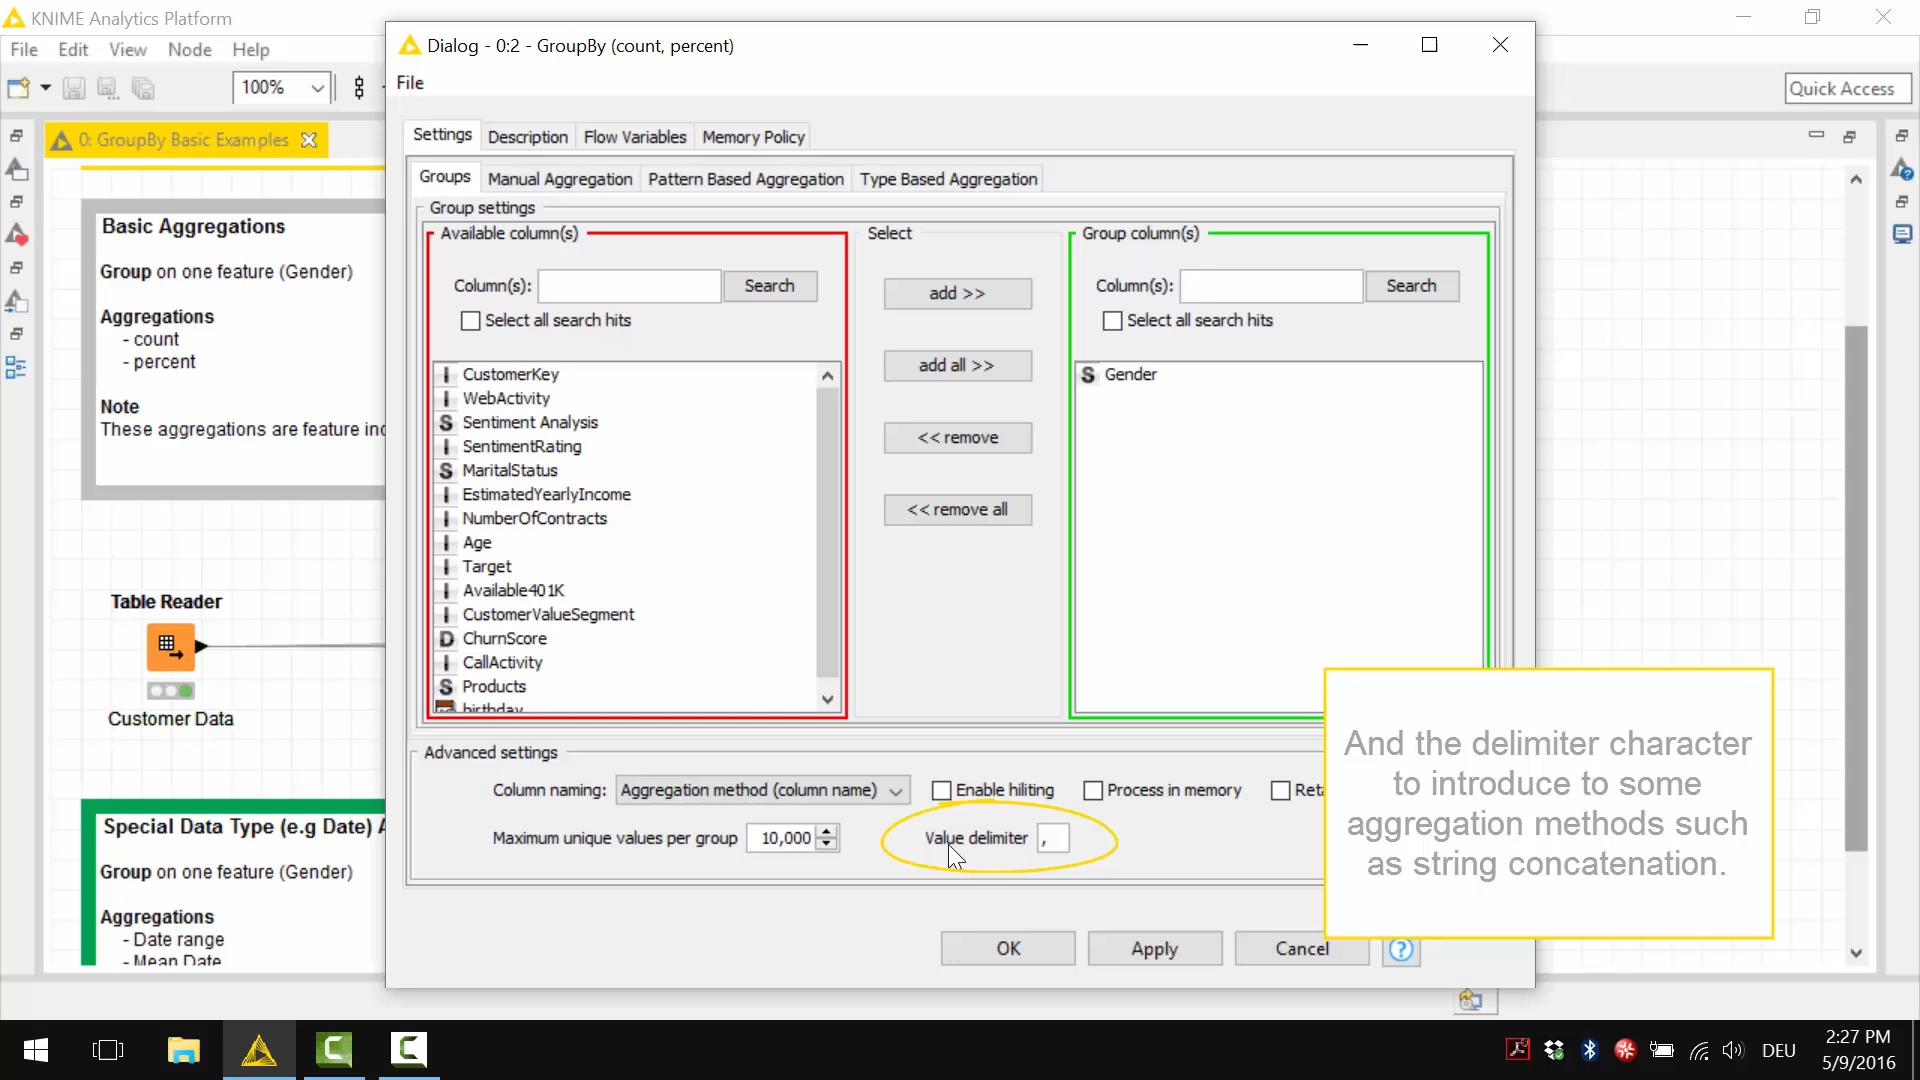 KNIME Analytics Platform
File Edit View Node Help
100%
Quick Access
0: GroupBy Basic Examples
Basic Aggregations
Group on one feature (Gender)
Aggregations
- count
- percent
Note
These aggregations are feature inc
Table Reader
Customer Data
Special Data Type (e.g Date) A
Group on one feature (Gender)
Aggregations
- Date range
- Mean Date
Dialog - 0:2 - GroupBy (count, percent)
File
Settings Description Flow Variables Memory Policy
Groups Manual Aggregation Pattern Based Aggregation Type Based Aggregation
Group settings
Available column(s)
Column(s): Search
Select all search hits
CustomerKey
WebActivity
S Sentiment Analysis
SentimentRating
S MaritalStatus
EstimatedYearlyIncome
NumberOfContracts
Age
Target
Available401K
CustomerValueSegment
D ChurnScore
CallActivity
S Products
birthday
Select
add >>
add all >>
<< remove
<< remove all
Group column(s)
Column(s): Search
Select all search hits
S Gender
Advanced settings
Column naming: Aggregation method (column name) Enable hiliting Process in memory Reta
Maximum unique values per group 10,000 Value delimiter ,
OK Apply Cancel ?
And the delimiter character
to introduce to some
aggregation methods such
as string concatenation.
DEU
2:27 PM
5/9/2016